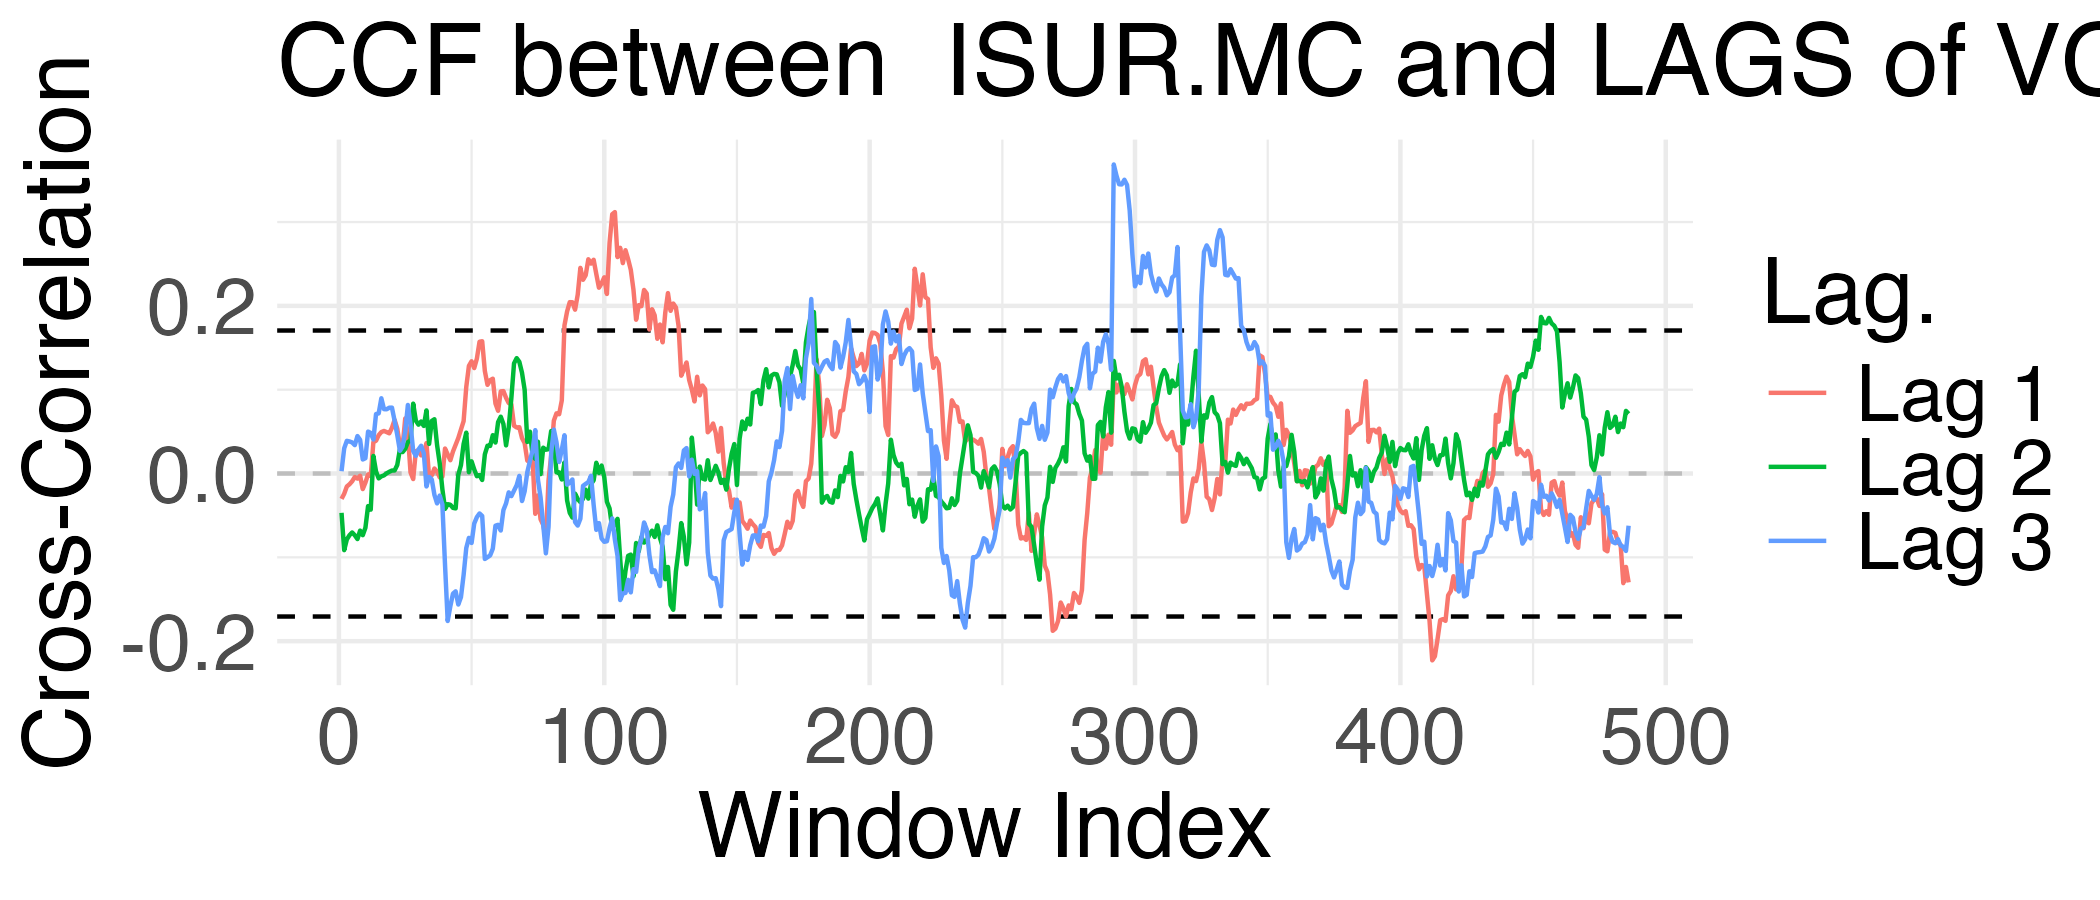 CCF between ISUR.MC and LAGS of
Cross-Correlation
0.2
0.0
-0.2
0
100
200
300
400
500
Window Index
Lag.
Lag 1
Lag 2
Lag 3